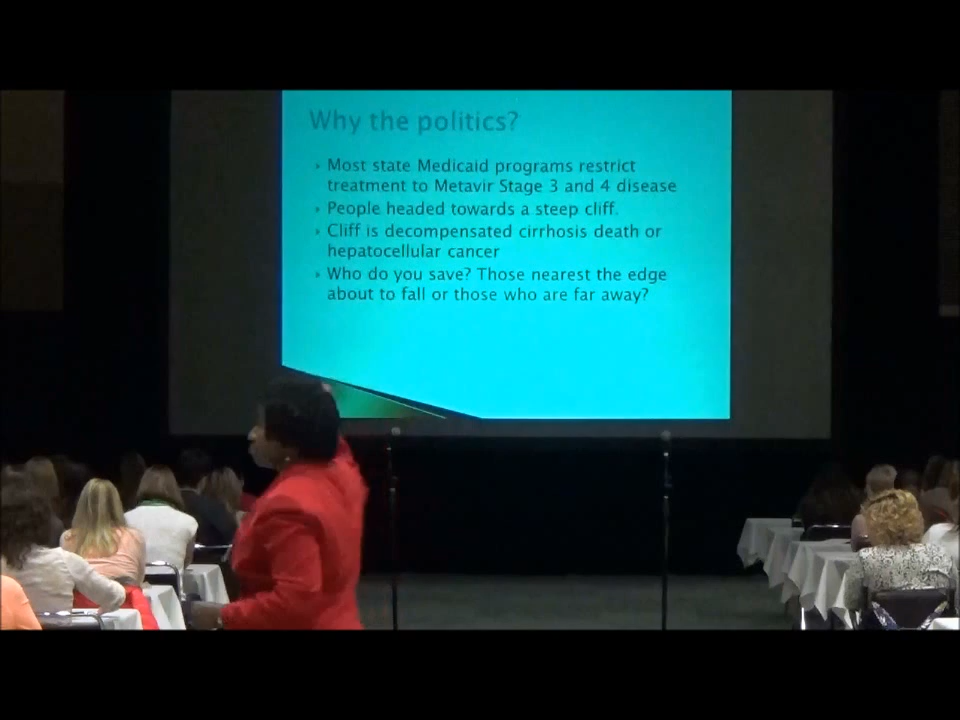 Why the politics?
Most state Medicaid programs restrict
treatment to Metavir Stage 3 and 4 disease
People headed towards a steep cliff.
Cliff is decompensated cirrhosis death or
hepatocellular cancer
Who do you save? Those nearest the edge
about to fall or those who are far away?